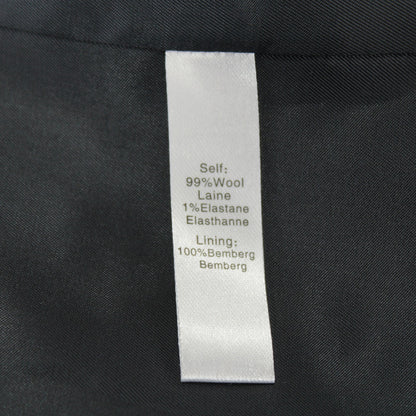 Self:
99%Wool
Laine
1%Elastane
Elasthanne
Lining:
100%Bemberg
Bemberg